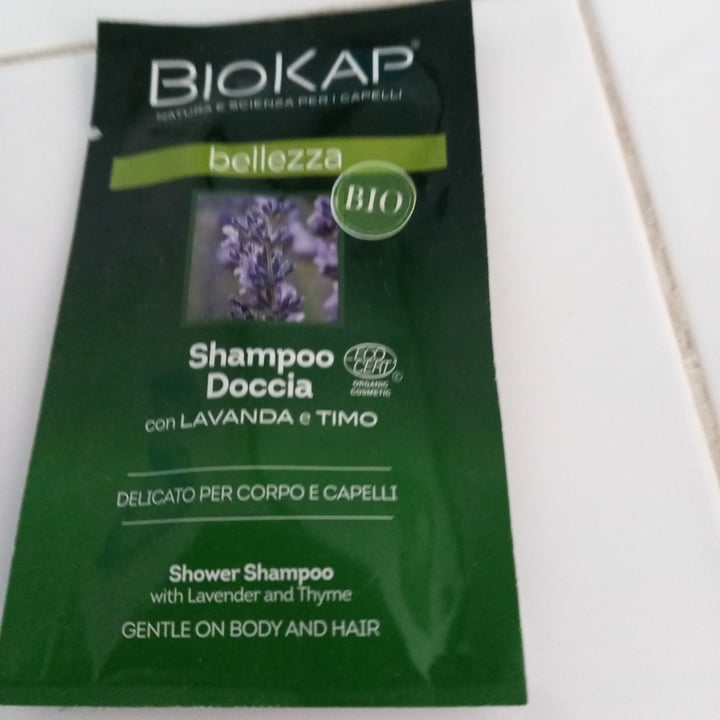 BIOKAP®
NATURA E SCIENZA PER I CAPELLI
bellezza
BIO
Shampoo
Doccia
ECO
CERT
©
ORGANIC
COSMETIC
con LAVANDA e TIMO
DELICATO PER CORPO E CAPELLI
Shower Shampoo
with Lavender and Thyme
GENTLE ON BODY AND HAIR